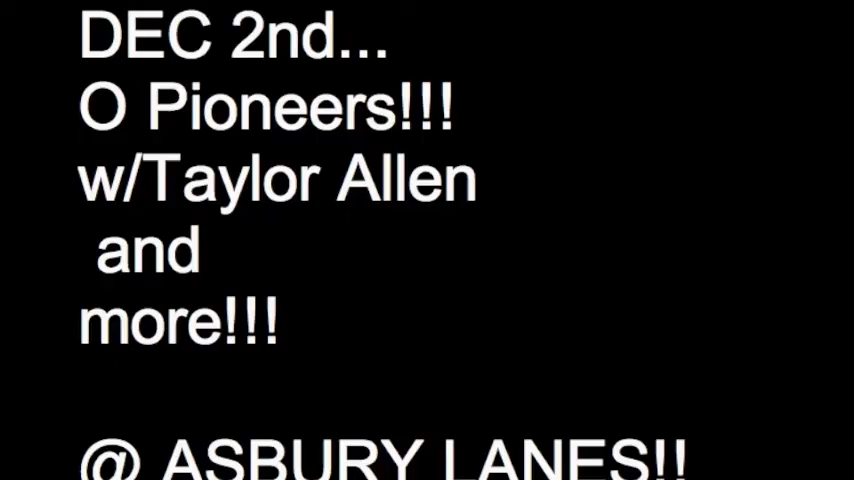 DEC 2nd...
O Pioneers!!!
w/Taylor Allen
and
more!!!
@ ASBURY LANES!!